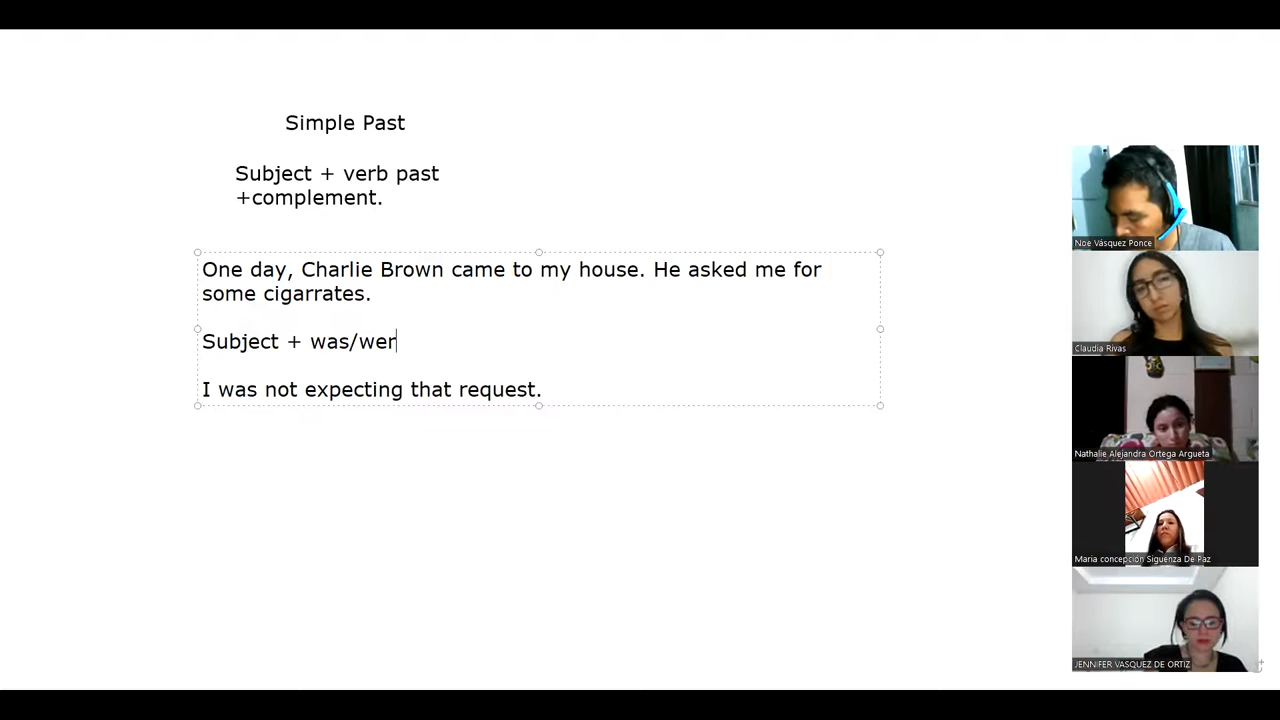 Simple Past
Subject + verb past
+complement.
One day, Charlie Brown came to my house. He asked me for
some cigarrates.
Subject + was/wer
I was not expecting that request.
Noe Vásquez Ponce
Claudia Rivas
Nathalie Alejandra Ortega Argueta
Maria concepción Siguenza De Paz
JENNIFER VASQUEZ DE ORTIZ